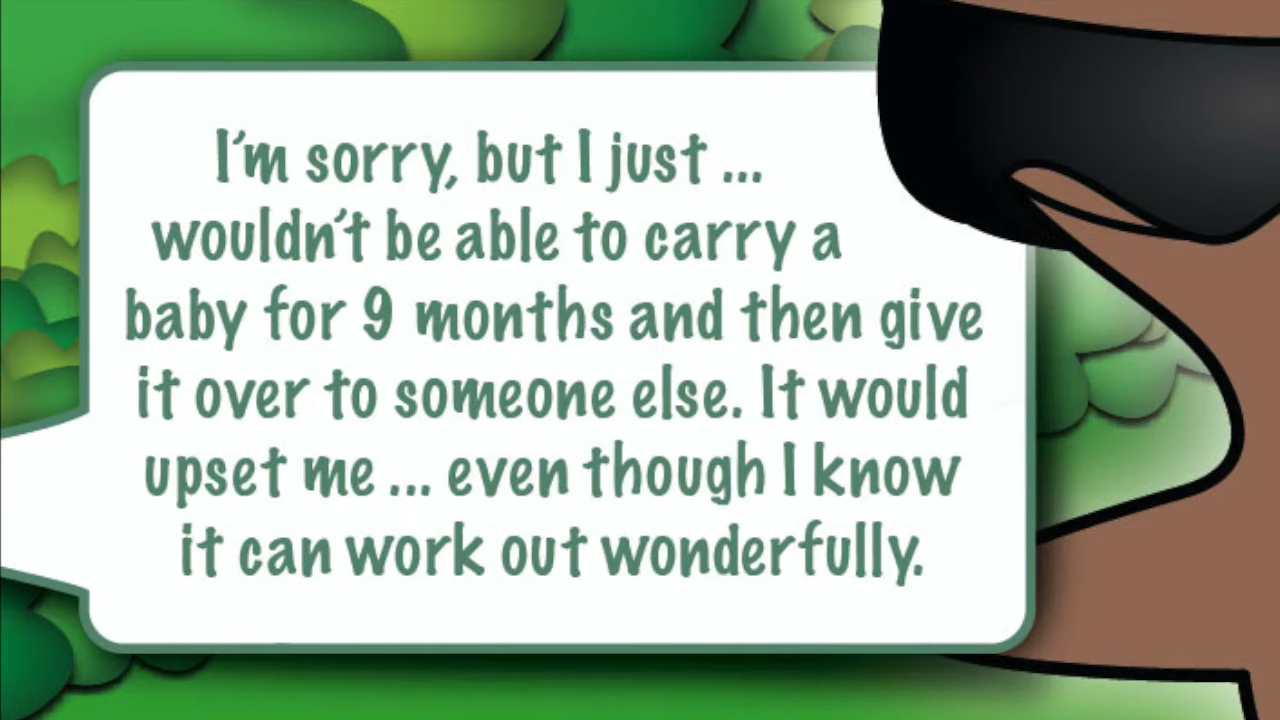 I'm sorry, but I just ...
wouldn't be able to carry a
baby for 9 months and then give
it over to someone else. It would
upset me ... even though I know
it can work out wonderfully.